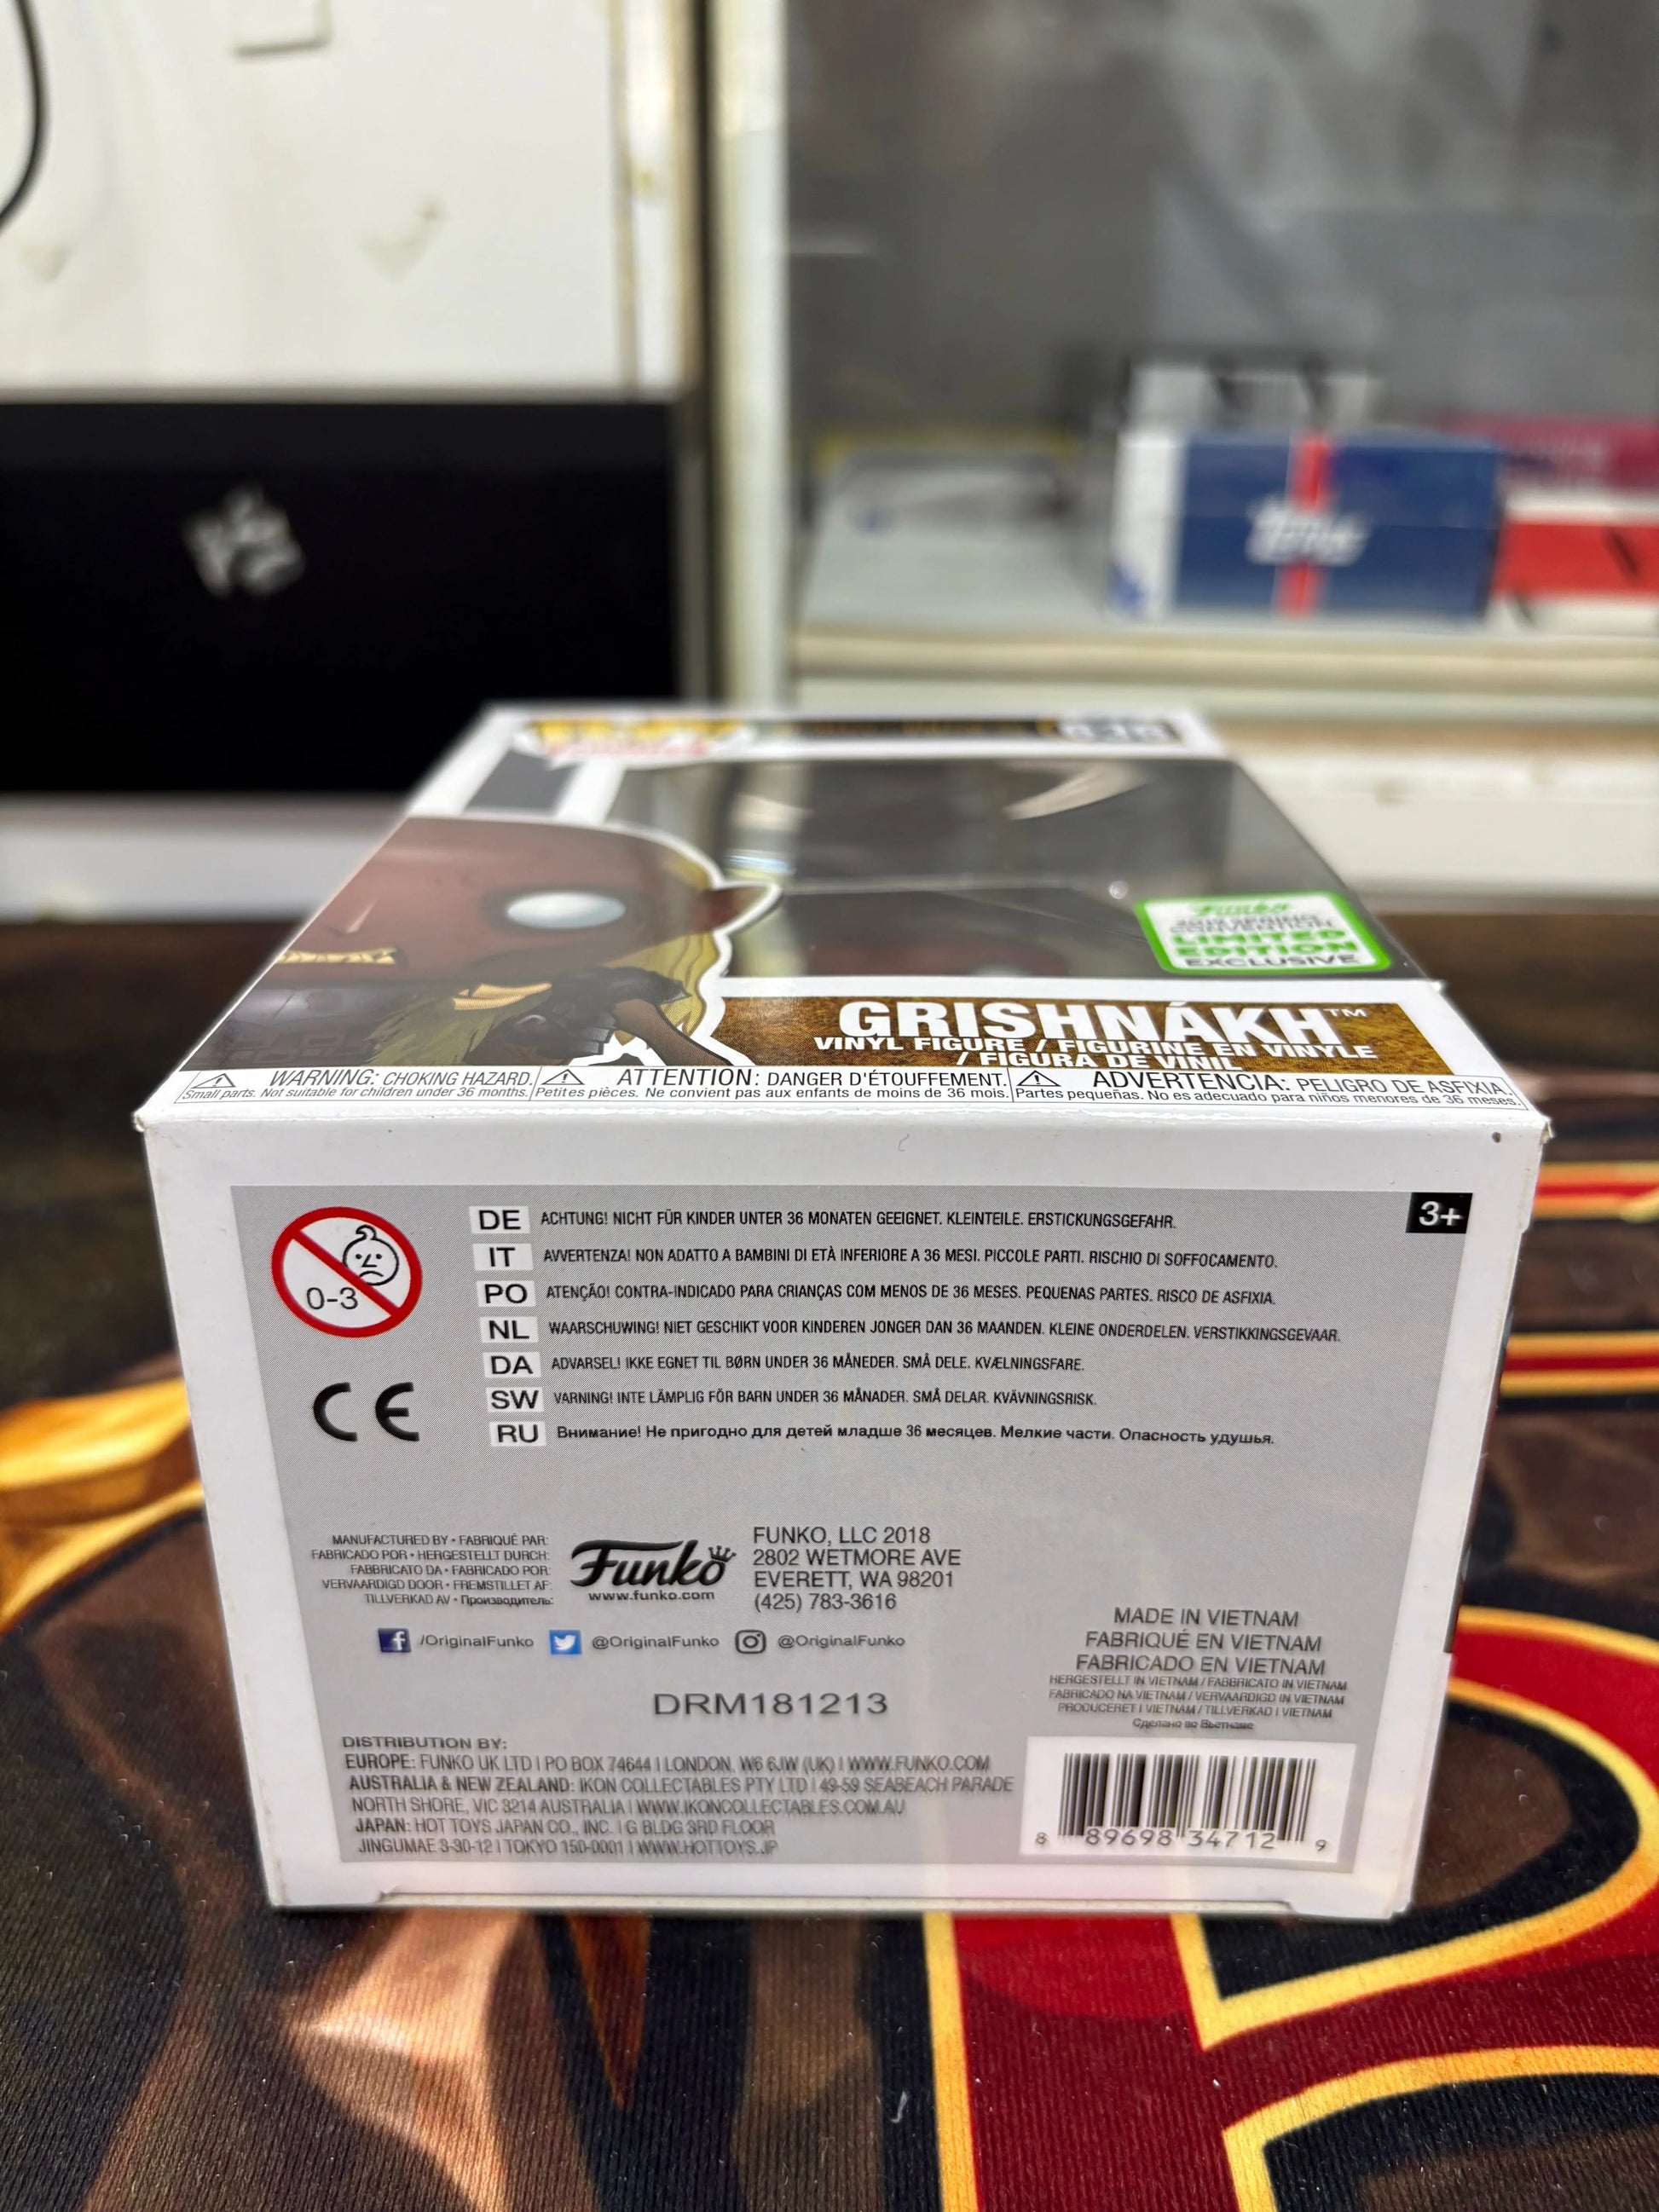 Funko
2019 SPRING
CONVENTION
LIMITED
EDITION
EXCLUSIVE
GRISHNÁKH™
VINYL FIGURE / FIGURINE EN VINYLE
/ FIGURA DE VINIL
WARNING: CHOKING HAZARD.
Small parts. Not suitable for children under 36 months.
ATTENTION: DANGER D'ÉTOUFFEMENT.
Petites pièces. Ne convient pas aux enfants de moins de 36 mois.
ADVERTENCIA: PELIGRO DE ASFIXIA.
Partes pequeñas. No es adecuado para niños menores de 36 meses.
3+
0-3
DE ACHTUNG! NICHT FÜR KINDER UNTER 36 MONATEN GEEIGNET. KLEINTEILE. ERSTICKUNGSGEFAHR.
IT AVVERTENZA! NON ADATTO A BAMBINI DI ETÀ INFERIORE A 36 MESI. PICCOLE PARTI. RISCHIO DI SOFFOCAMENTO.
PO ATENÇÃO! CONTRA-INDICADO PARA CRIANÇAS COM MENOS DE 36 MESES. PEQUENAS PARTES. RISCO DE ASFIXIA.
NL WAARSCHUWING! NIET GESCHIKT VOOR KINDEREN JONGER DAN 36 MAANDEN. KLEINE ONDERDELEN. VERSTIKKINGSGEVAAR.
DA ADVARSEL! IKKE EGNET TIL BØRN UNDER 36 MÅNEDER. SMÅ DELE. KVÆLNINGSFARE.
SW VARNING! INTE LÄMPLIG FÖR BARN UNDER 36 MÅNADER. SMÅ DELAR. KVÄVNINGSRISK.
RU Внимание! Не пригодно для детей младше 36 месяцев. Мелкие части. Опасность удушья.
CE
MANUFACTURED BY • FABRIQUÉ PAR:
FABRICADO POR • HERGESTELLT DURCH:
FABBRICATO DA • FABRICADO POR:
VERVAARDIGD DOOR • FREMSTILLET AF:
TILLVERKAD AV • Производитель:
Funko
www.funko.com
FUNKO, LLC 2018
2802 WETMORE AVE
EVERETT, WA 98201
(425) 783-3616
/OriginalFunko @OriginalFunko @OriginalFunko
MADE IN VIETNAM
FABRIQUÉ EN VIETNAM
FABRICADO EN VIETNAM
HERGESTELLT IN VIETNAM / FABBRICATO IN VIETNAM
FABRICADO NA VIETNAM / VERVAARDIGD IN VIETNAM
PRODUCERET I VIETNAM / TILLVERKAD I VIETNAM
Сделано во Вьетнаме
DRM181213
DISTRIBUTION BY:
EUROPE: FUNKO UK LTD | PO BOX 74644 | LONDON, W6 6JW (UK) | WWW.FUNKO.COM
AUSTRALIA & NEW ZEALAND: IKON COLLECTABLES PTY LTD | 49-59 SEABEACH PARADE
NORTH SHORE, VIC 3214 AUSTRALIA | WWW.IKONCOLLECTABLES.COM.AU
JAPAN: HOT TOYS JAPAN CO., INC. | G BLDG 3RD FLOOR
JINGUMAE 3-30-12 | TOKYO 150-0001 | WWW.HOTTOYS.JP
8 89698 34712 9